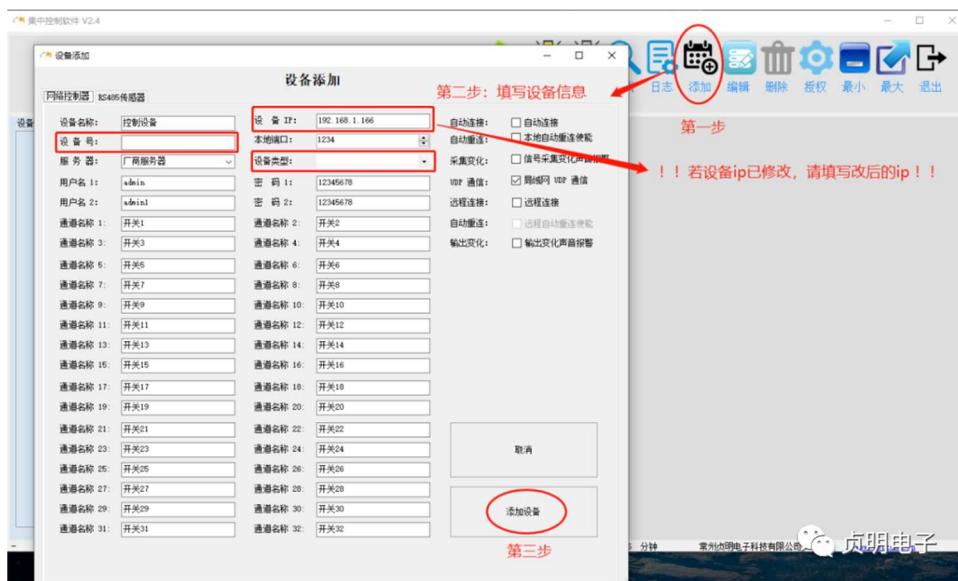 集中控制软件 V2.4
设备添加
设备添加
网络控制器 RS485传感器
第二步：填写设备信息
日志 添加 编辑 删除 授权 最小 最大 退出
第一步
设备
设备名称： 控制设备 设 备 IP： 192.168.1.166 自动连接： 自动连接
设 备 号： 本地端口： 1234 自动重连： 本地自动重连使能
服 务 器： 厂商服务器 设备类型： 采集变化： 信号采集变化声音报警
！！若设备ip已修改，请填写改后的ip！！
用户名 1： admin 密 码 1： 12345678 UDP 通信： 局域网 UDP 通信
用户名 2： admin1 密 码 2： 12345678 远程连接： 远程连接
通道名称 1： 开关1 通道名称 2： 开关2 自动重连： 远程自动重连使能
通道名称 3： 开关3 通道名称 4： 开关4 输出变化： 输出变化声音报警
通道名称 5： 开关5 通道名称 6： 开关6
通道名称 7： 开关7 通道名称 8： 开关8
通道名称 9： 开关9 通道名称 10： 开关10
通道名称 11： 开关11 通道名称 12： 开关12
通道名称 13： 开关13 通道名称 14： 开关14
通道名称 15： 开关15 通道名称 16： 开关16
通道名称 17： 开关17 通道名称 18： 开关18
通道名称 19： 开关19 通道名称 20： 开关20
通道名称 21： 开关21 通道名称 22： 开关22
通道名称 23： 开关23 通道名称 24： 开关24
通道名称 25： 开关25 通道名称 26： 开关26
通道名称 27： 开关27 通道名称 28： 开关28
通道名称 29： 开关29 通道名称 30： 开关30
通道名称 31： 开关31 通道名称 32： 开关32
取消
添加设备
第三步
分钟 常州贞明电子科技有限公司
贞明电子